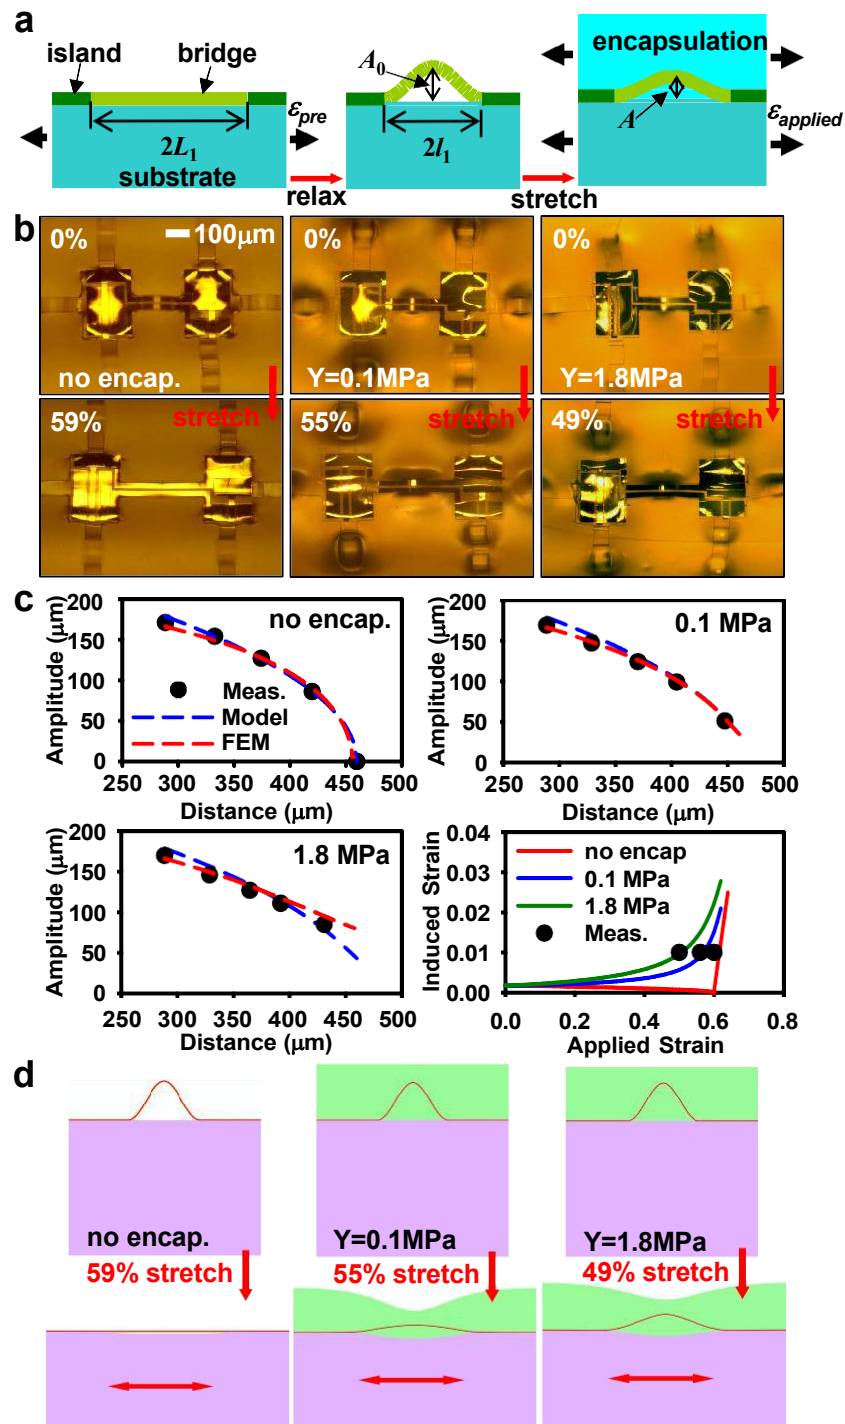 a
island
bridge
A0
encapsulation
εpre
A
εapplied
2L1
2l1
substrate
relax
stretch
b
0%
100μm
0%
0%
no encap.
Y=0.1MPa
Y=1.8MPa
stretch
stretch
59%
55%
49%
c
Amplitude (μm)
200
150
100
50
0
no encap.
Meas.
Model
FEM
250 300 350 400 450 500
Distance (μm)
Amplitude (μm)
200
150
100
50
0
0.1 MPa
250 300 350 400 450 500
Distance (μm)
Amplitude (μm)
200
150
100
50
0
1.8 MPa
250 300 350 400 450 500
Distance (μm)
Induced Strain
0.04
0.03
0.02
0.01
0.00
no encap
0.1 MPa
1.8 MPa
Meas.
0.0 0.2 0.4 0.6 0.8
Applied Strain
d
no encap.
Y=0.1MPa
Y=1.8MPa
59% stretch
55% stretch
49% stretch